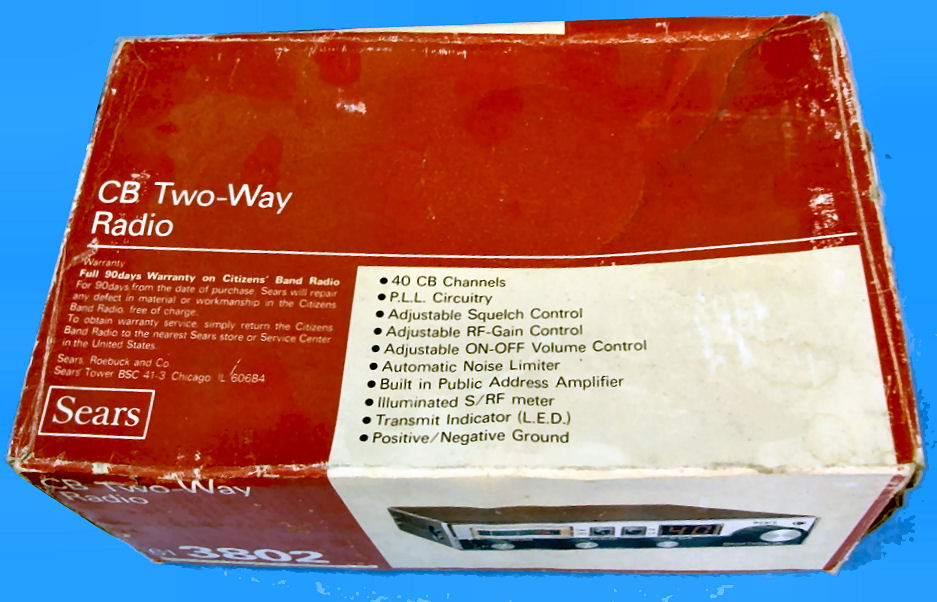 CB Two-Way
Radio
Warranty
Full 90days Warranty on Citizens' Band Radio
For 90days from the date of purchase, Sears will repair
any defect in material or workmanship in the Citizens
Band Radio, free of charge.
To obtain warranty service, simply return the Citizens
Band Radio to the nearest Sears store or Service Center
in the United States.
Sears, Roebuck and Co
Sears Tower BSC 41-3 Chicago IL 60684
Sears
• 40 CB Channels
• P.L.L. Circuitry
• Adjustable Squelch Control
• Adjustable RF-Gain Control
• Adjustable ON-OFF Volume Control
• Automatic Noise Limiter
• Built in Public Address Amplifier
• Illuminated S/RF meter
• Transmit Indicator (L.E.D.)
• Positive/Negative Ground
CB Two-Way
Radio
3802
40